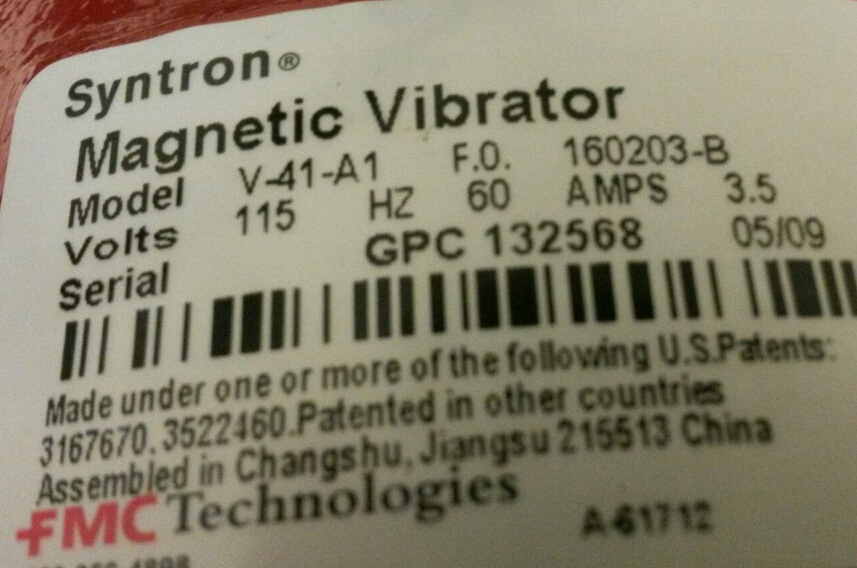 Syntron®
Magnetic Vibrator
Model V-41-A1 F.O. 160203-B
Volts 115 HZ 60 AMPS 3.5
Serial GPC 132568 05/09
Made under one or more of the following U.S.Patents:
3167670, 3522460.Patented in other countries
Assembled in Changshu, Jiangsu 215513 China
FMC Technologies
A-61712